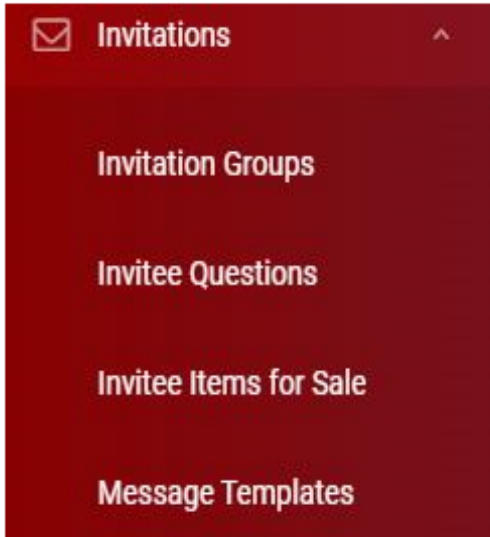 Invitations
Invitation Groups
Invitee Questions
Invitee Items for Sale
Message Templates